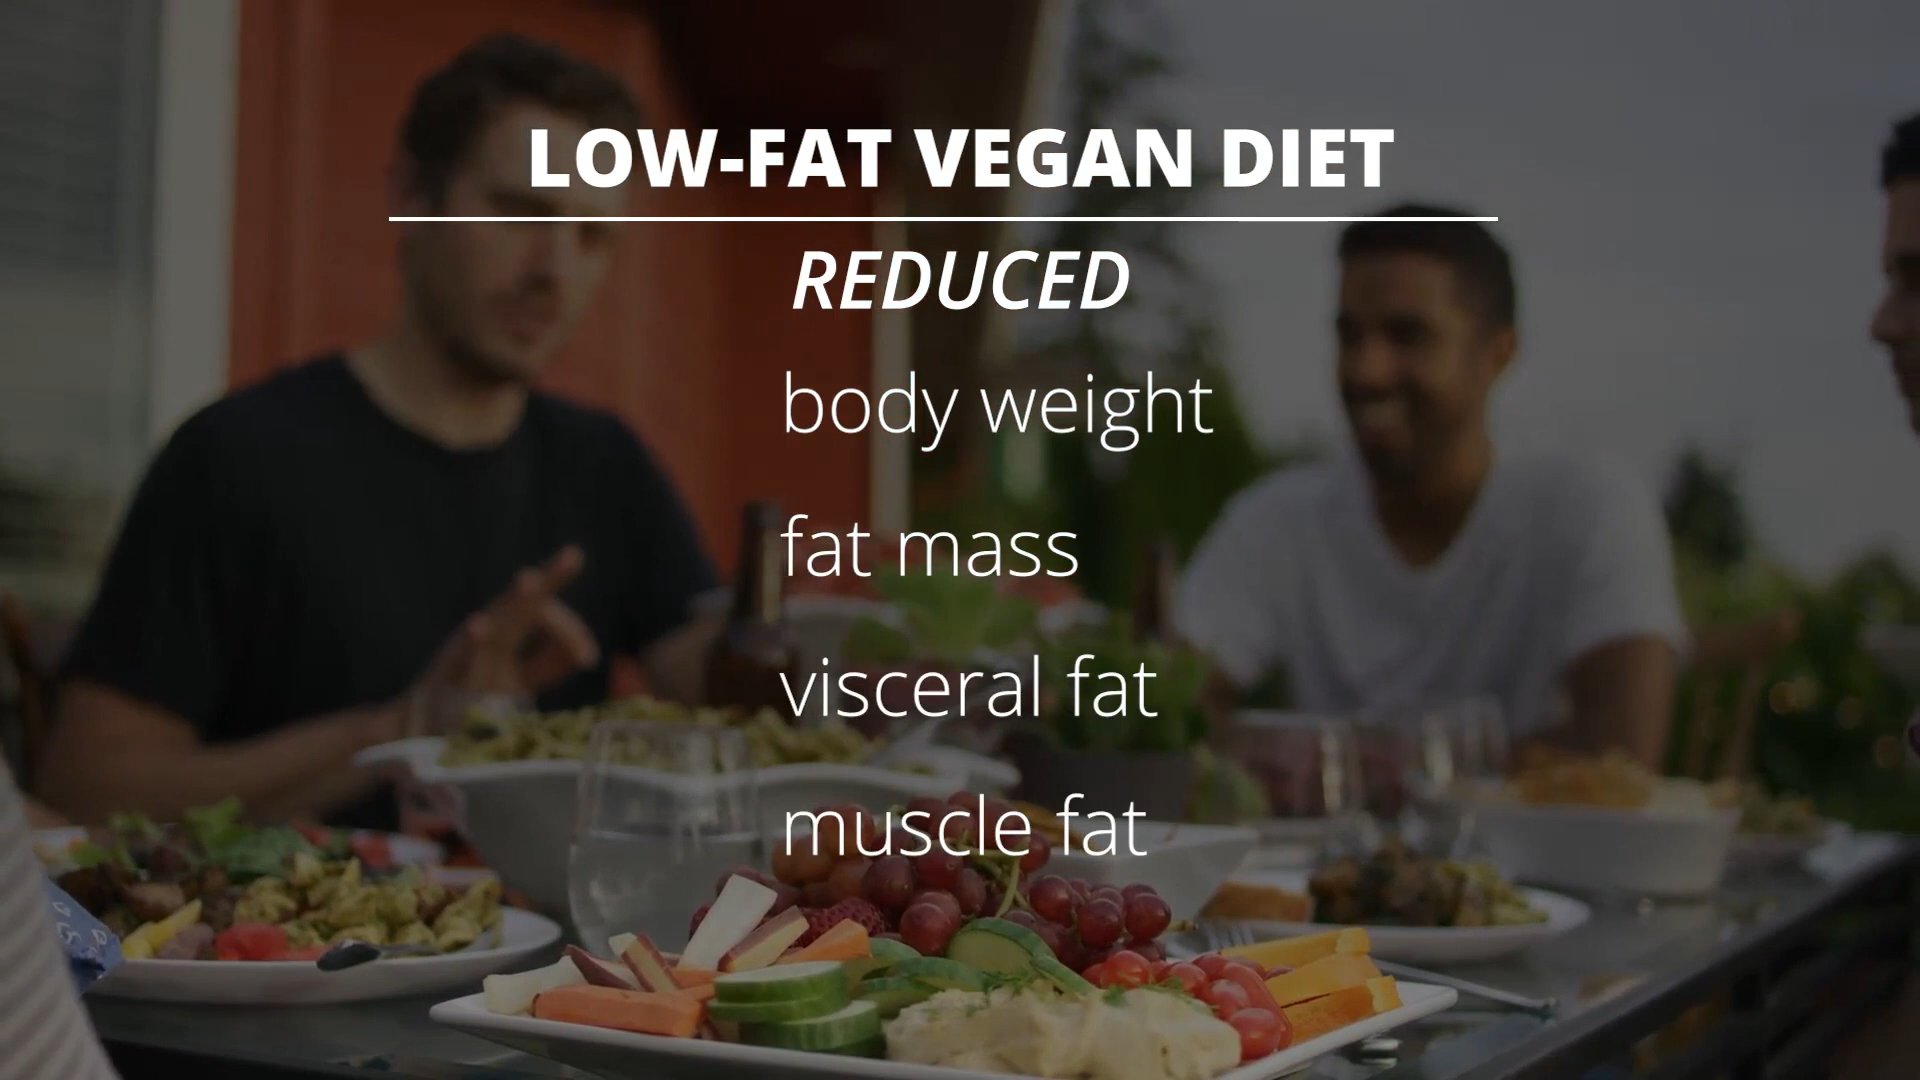 LOW-FAT VEGAN DIET
REDUCED
body weight
fat mass
visceral fat
muscle fat